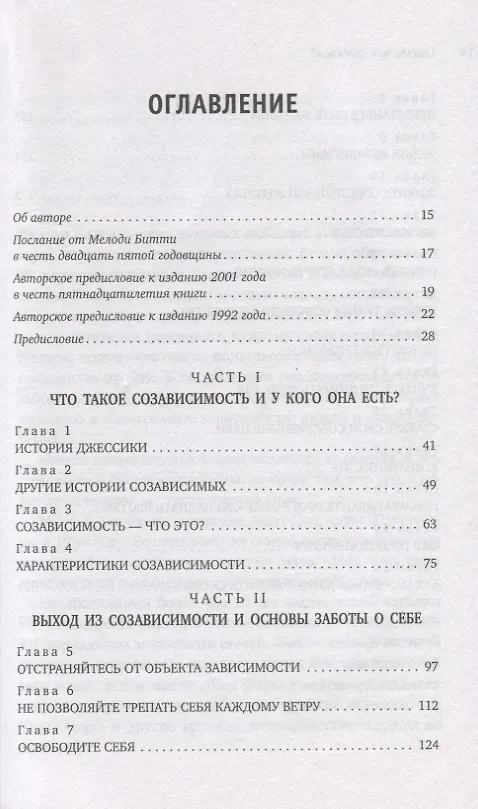 ОГЛАВЛЕНИЕ
Об авторе 15
Послание от Мелоди Битти
в честь двадцать пятой годовщины 17
Авторское предисловие к изданию 2001 года
в честь пятнадцатилетия книги 19
Авторское предисловие к изданию 1992 года 22
Предисловие 28
ЧАСТЬ I
ЧТО ТАКОЕ СОЗАВИСИМОСТЬ И У КОГО ОНА ЕСТЬ?
Глава 1
ИСТОРИЯ ДЖЕССИКИ 41
Глава 2
ДРУГИЕ ИСТОРИИ СОЗАВИСИМЫХ 49
Глава 3
СОЗАВИСИМОСТЬ — ЧТО ЭТО? 63
Глава 4
ХАРАКТЕРИСТИКИ СОЗАВИСИМОСТИ 75
ЧАСТЬ II
ВЫХОД ИЗ СОЗАВИСИМОСТИ И ОСНОВЫ ЗАБОТЫ О СЕБЕ
Глава 5
ОТСТРАНЯЙТЕСЬ ОТ ОБЪЕКТА ЗАВИСИМОСТИ 97
Глава 6
НЕ ПОЗВОЛЯЙТЕ ТРЕПАТЬ СЕБЯ КАЖДОМУ ВЕТРУ 112
Глава 7
ОСВОБОДИТЕ СЕБЯ 124